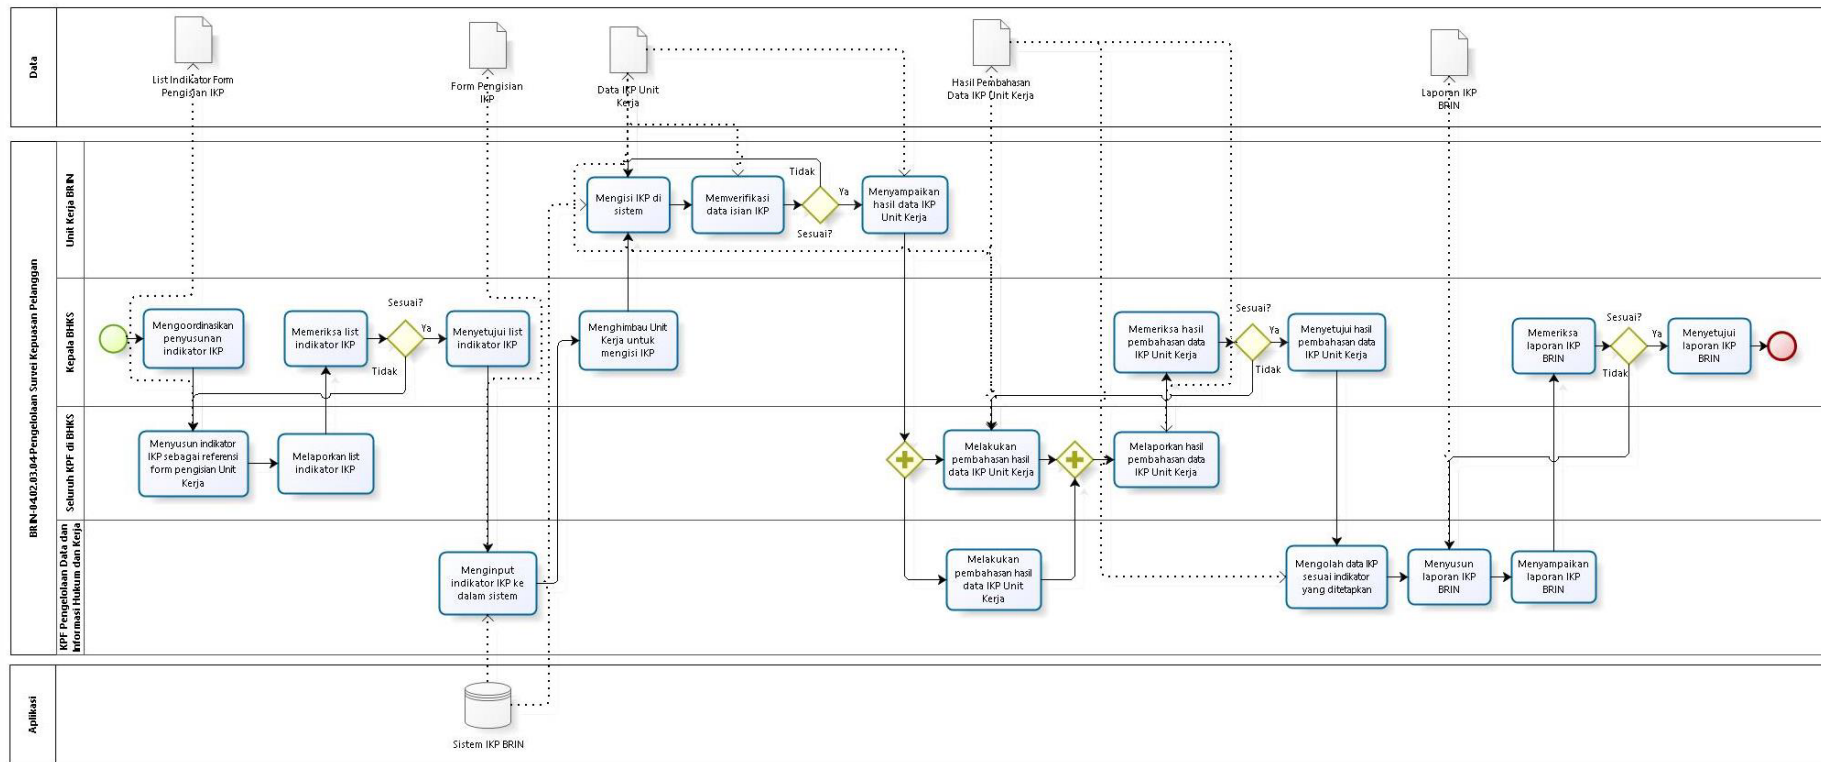 Data
List Indikator Form
Pengisian IKP
Form Pengisian
IKP
Data IKP Unit
Kerja
Hasil Pembahasan
Data IKP Unit Kerja
Laporan IKP
BRIN
BRIN-04.02.03.04-Pengelolaan Survei Kepuasan Pelanggan
Unit Kerja BRIN
Mengisi IKP di
sistem
Memverifikasi
data isian IKP
Tidak
Ya
Sesuai?
Menyampaikan
hasil data IKP
Unit Kerja
Kepala BHKS
Mengoordinasikan
penyusunan
indikator IKP
Memeriksa list
indikator IKP
Sesuai?
Ya
Tidak
Menyetujui list
indikator IKP
Menghimbau Unit
Kerja untuk
mengisi IKP
Memeriksa hasil
pembahasan data
IKP Unit Kerja
Sesuai?
Ya
Tidak
Menyetujui hasil
pembahasan data
IKP Unit Kerja
Memeriksa
laporan IKP
BRIN
Sesuai?
Ya
Tidak
Menyetujui
laporan IKP
BRIN
Seluruh KPF di BHKS
Menyusun indikator
IKP sebagai referensi
form pengisian Unit
Kerja
Melaporkan list
indikator IKP
Melakukan
pembahasan hasil
data IKP Unit Kerja
Melaporkan hasil
pembahasan data
IKP Unit Kerja
KPF Pengelolaan Data dan
Informasi Hukum dan Kerja
Menginput
indikator IKP ke
dalam sistem
Melakukan
pembahasan hasil
data IKP Unit
Kerja
Mengolah data IKP
sesuai indikator
yang ditetapkan
Menyusun
laporan IKP
BRIN
Menyampaikan
laporan IKP
BRIN
Aplikasi
Sistem IKP BRIN